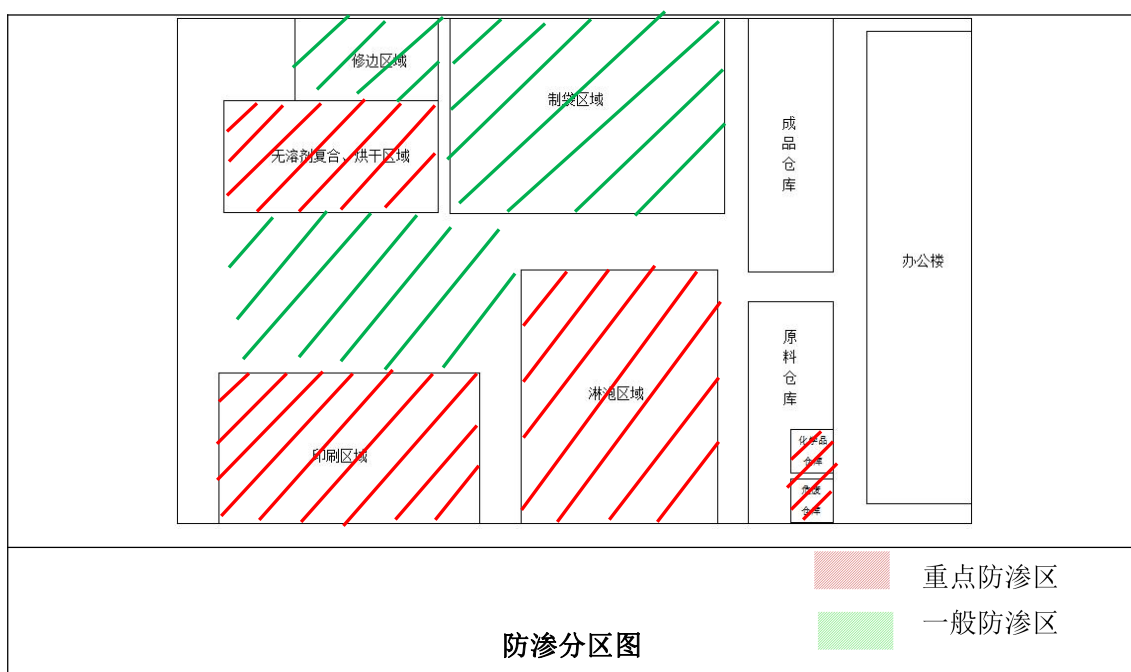 修边区域
制袋区域
无溶剂复合、烘干区域
成品仓库
办公楼
原料仓库
淋泡区域
印刷区域
化学品
仓库
危废
仓库
重点防渗区
一般防渗区
防渗分区图